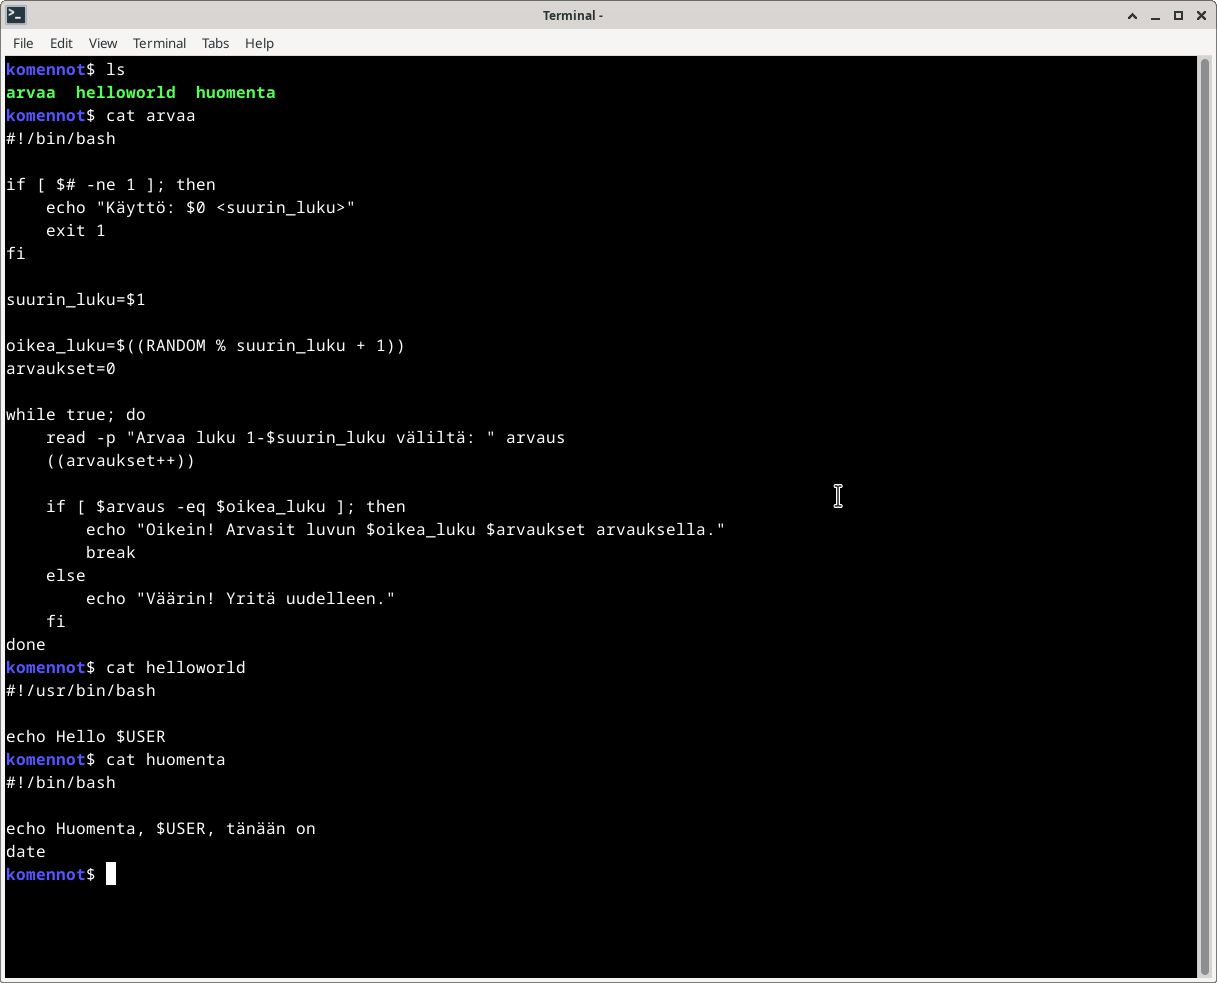 Terminal -
File Edit View Terminal Tabs Help
komennot$ ls
arvaa  helloworld  huomenta
komennot$ cat arvaa
#!/bin/bash

if [ $# -ne 1 ]; then
    echo "Käyttö: $0 <suurin_luku>"
    exit 1
fi

suurin_luku=$1

oikea_luku=$((RANDOM % suurin_luku + 1))
arvaukset=0

while true; do
    read -p "Arvaa luku 1-$suurin_luku väliltä: " arvaus
    ((arvaukset++))

    if [ $arvaus -eq $oikea_luku ]; then
        echo "Oikein! Arvasit luvun $oikea_luku $arvaukset arvauksella."
        break
    else
        echo "Väärin! Yritä uudelleen."
    fi
done
komennot$ cat helloworld
#!/usr/bin/bash

echo Hello $USER
komennot$ cat huomenta
#!/bin/bash

echo Huomenta, $USER, tänään on
date
komennot$